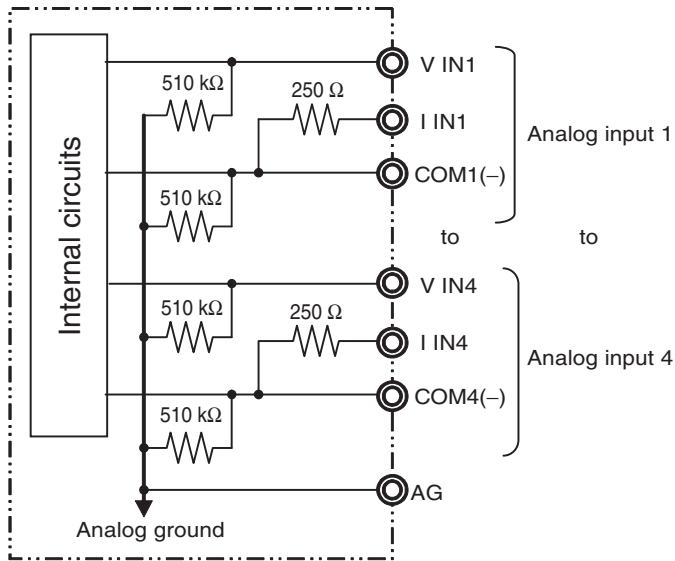 510 kΩ
V IN1
250 Ω
I IN1
Analog input 1
COM1(−)
510 kΩ
Internal circuits
to
to
V IN4
510 kΩ
250 Ω
I IN4
Analog input 4
COM4(−)
510 kΩ
AG
Analog ground